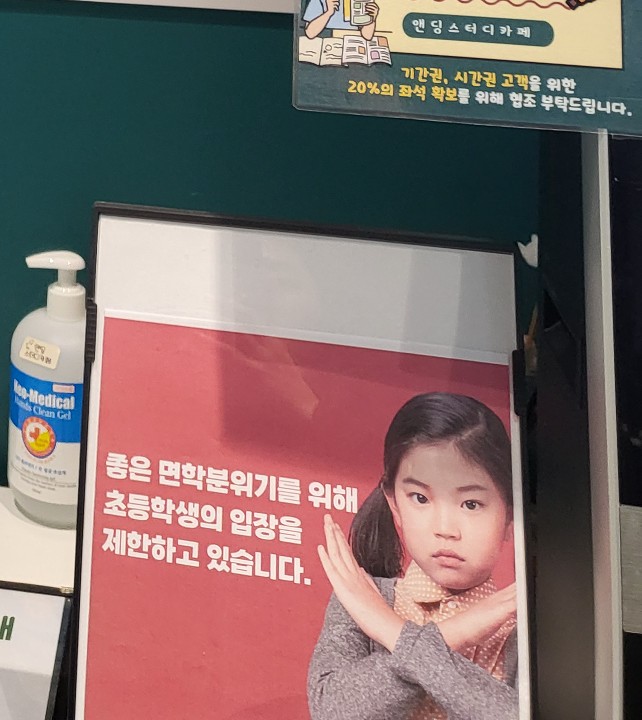 앤딩스터디카페
기간권, 시간권 고객을 위한
20%의 좌석 확보를 위해 협조 부탁드립니다.
Neo-Medical
Hands Clean Gel
좋은 면학분위기를 위해
초등학생의 입장을
제한하고 있습니다.
내